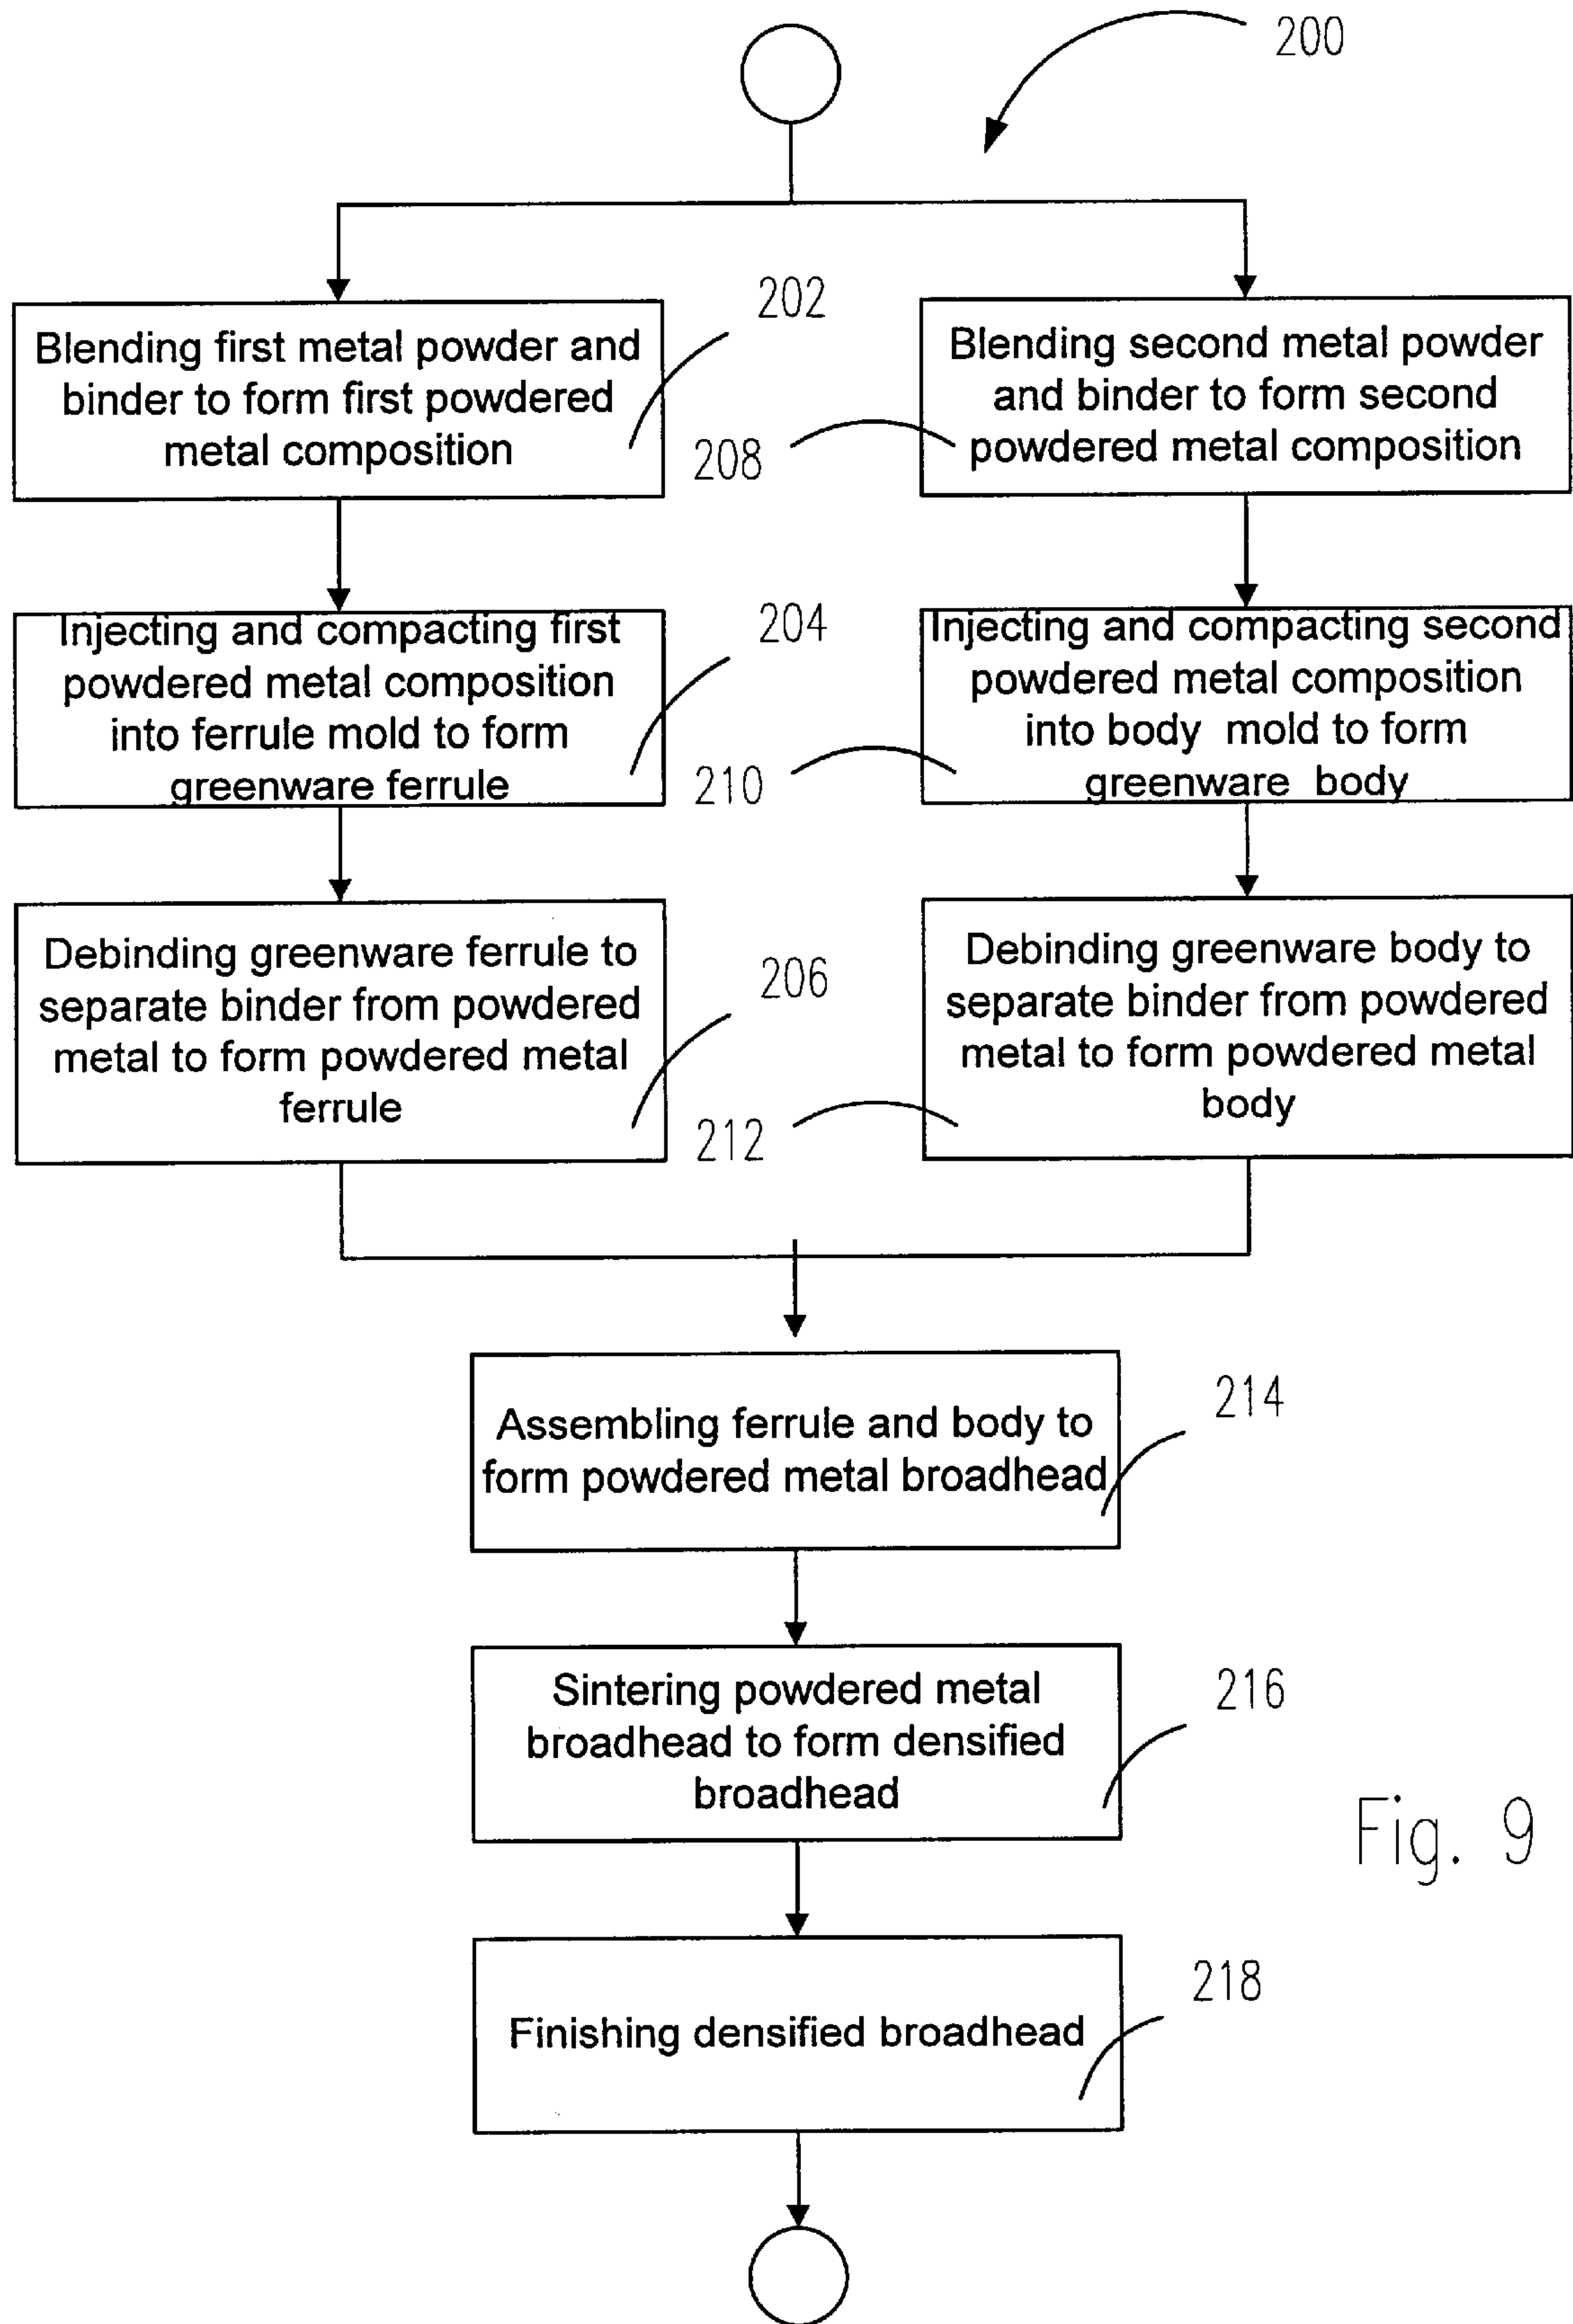 200
202
Blending first metal powder and
binder to form first powdered
metal composition
208
Blending second metal powder
and binder to form second
powdered metal composition
204
Injecting and compacting first
powdered metal composition
into ferrule mold to form
greenware ferrule
210
Injecting and compacting second
powdered metal composition
into body mold to form
greenware body
206
Debinding greenware ferrule to
separate binder from powdered
metal to form powdered metal
ferrule
212
Debinding greenware body to
separate binder from powdered
metal to form powdered metal
body
214
Assembling ferrule and body to
form powdered metal broadhead
216
Sintering powdered metal
broadhead to form densified
broadhead
Fig. 9
218
Finishing densified broadhead